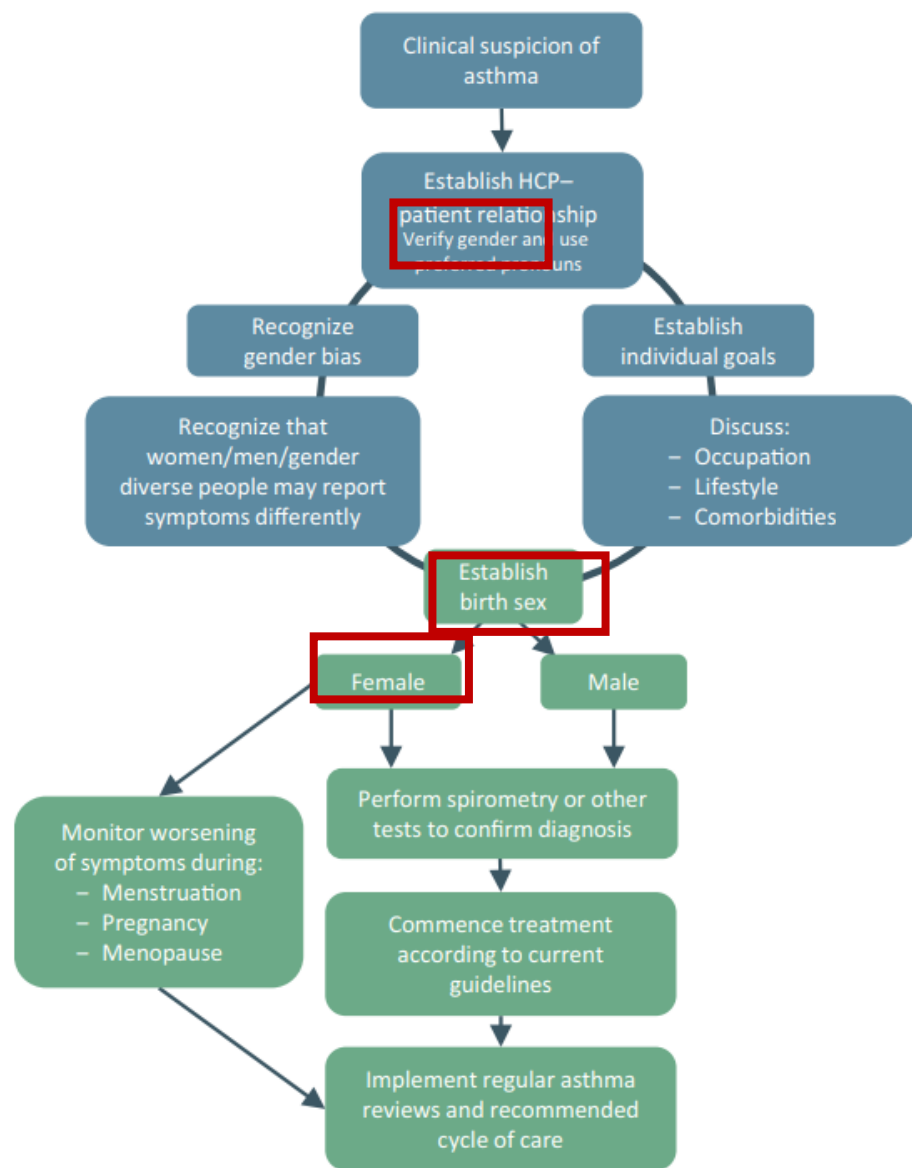 Clinical suspicion of
asthma
Establish HCP–
patient relationship
Verify gender and use
preferred pronouns
Recognize
gender bias
Establish
individual goals
Recognize that
women/men/gender
diverse people may report
symptoms differently
Discuss:
– Occupation
– Lifestyle
– Comorbidities
Establish
birth sex
Female
Male
Monitor worsening
of symptoms during:
– Menstruation
– Pregnancy
– Menopause
Perform spirometry or other
tests to confirm diagnosis
Commence treatment
according to current
guidelines
Implement regular asthma
reviews and recommended
cycle of care